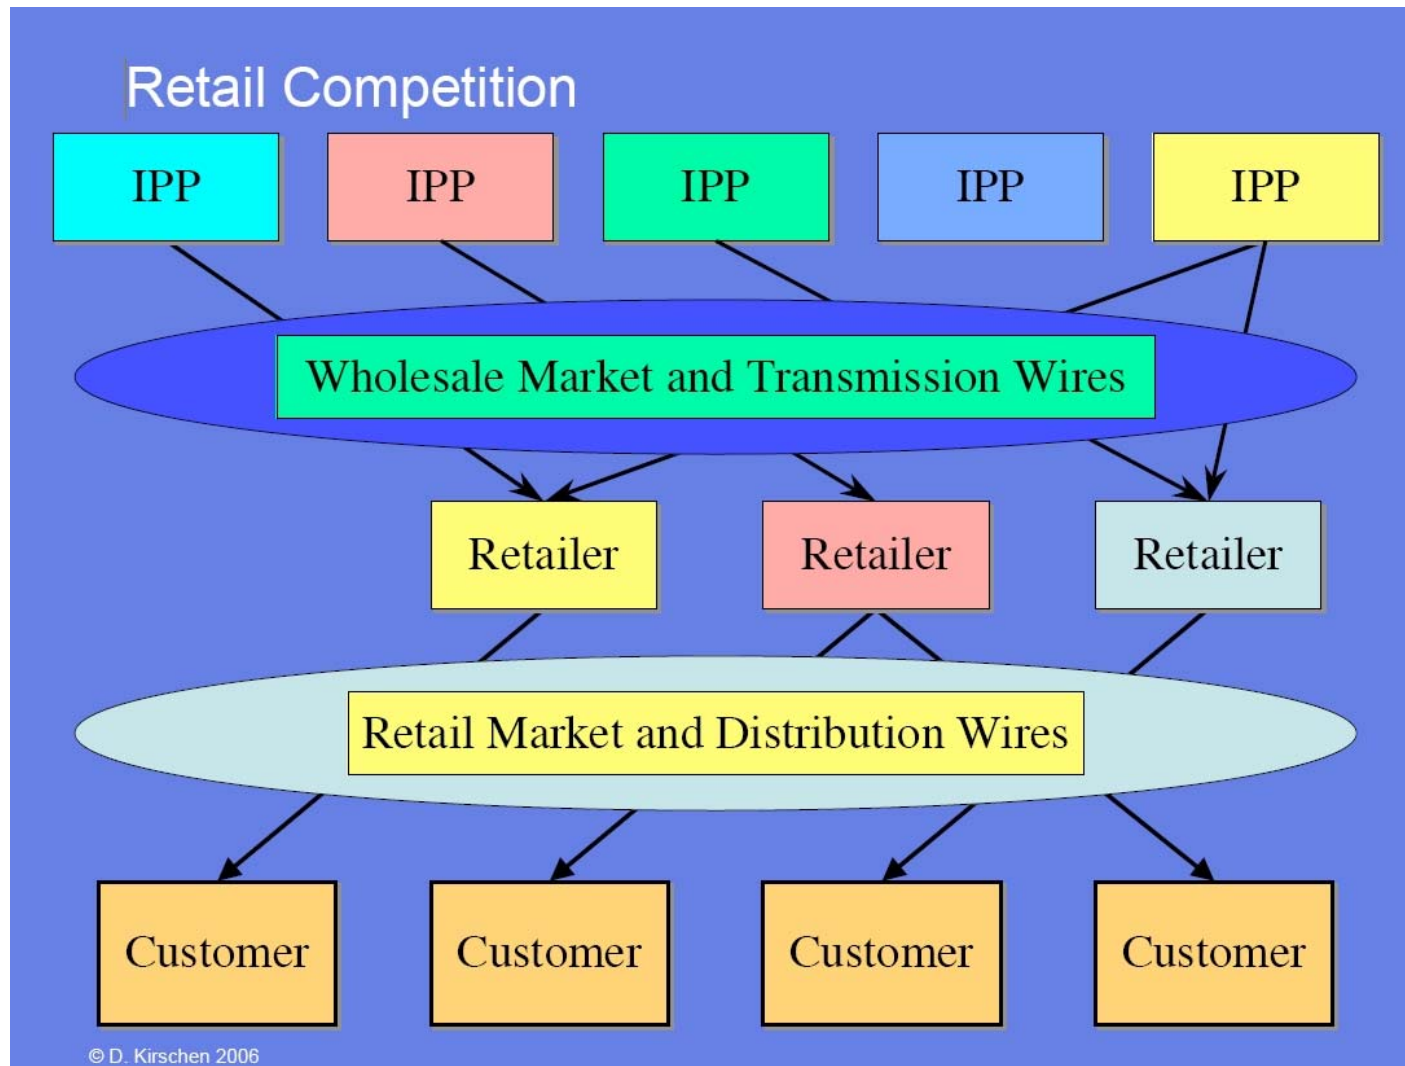 Retail Competition
IPP
IPP
IPP
IPP
IPP
Wholesale Market and Transmission Wires
Retailer
Retailer
Retailer
Retail Market and Distribution Wires
Customer
Customer
Customer
Customer
© D. Kirschen 2006